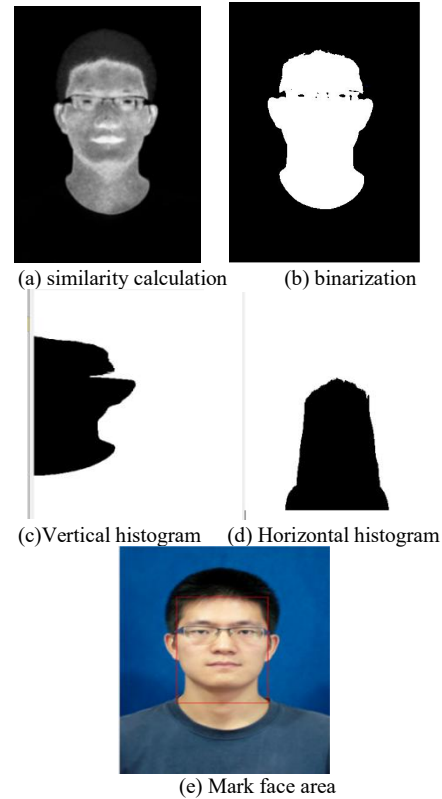 (a) similarity calculation
(b) binarization
(c)Vertical histogram
(d) Horizontal histogram
(e) Mark face area